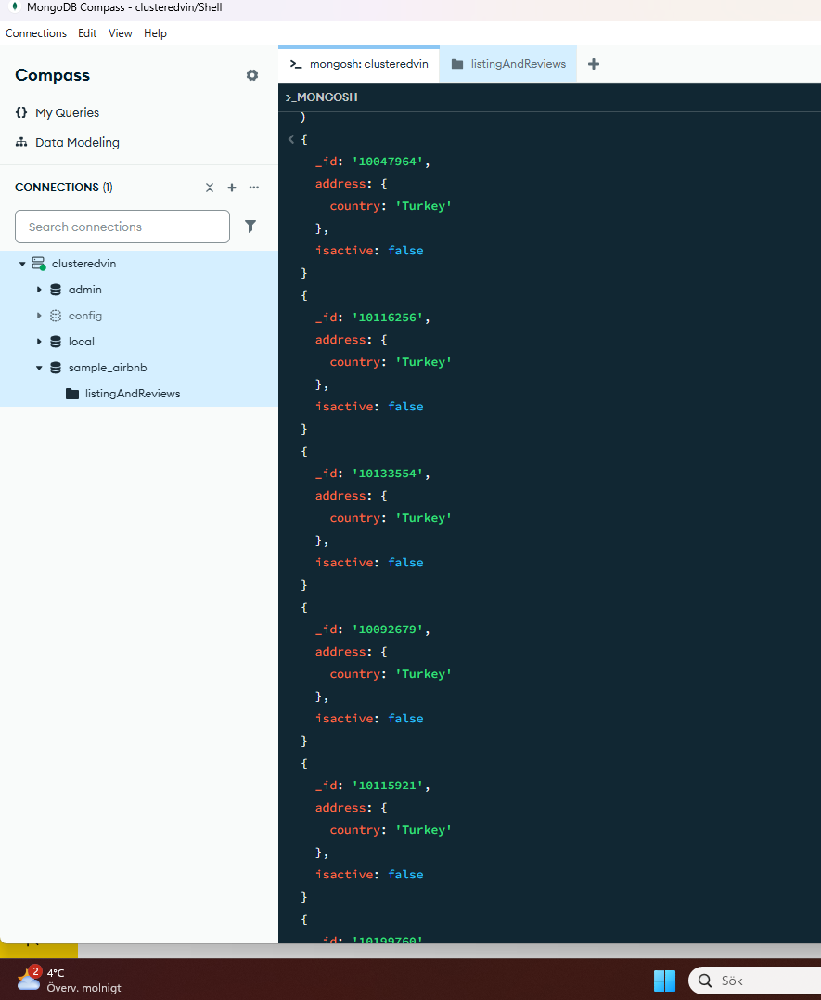 MongoDB Compass - clusteredvin/Shell
Connections Edit View Help
Compass
{} My Queries
Data Modeling
CONNECTIONS (1)
Search connections
clusteredvin
admin
config
local
sample_airbnb
listingAndReviews
>_ mongosh: clusteredvin
listingAndReviews
>_MONGOSH
)
{
_id: '10047964',
address: {
country: 'Turkey'
},
isactive: false
}
{
_id: '10116256',
address: {
country: 'Turkey'
},
isactive: false
}
{
_id: '10133554',
address: {
country: 'Turkey'
},
isactive: false
}
{
_id: '10092679',
address: {
country: 'Turkey'
},
isactive: false
}
{
_id: '10115921',
address: {
country: 'Turkey'
},
isactive: false
}
{
_id: '10199760',
2
4°C
Överv. molnigt
Sök